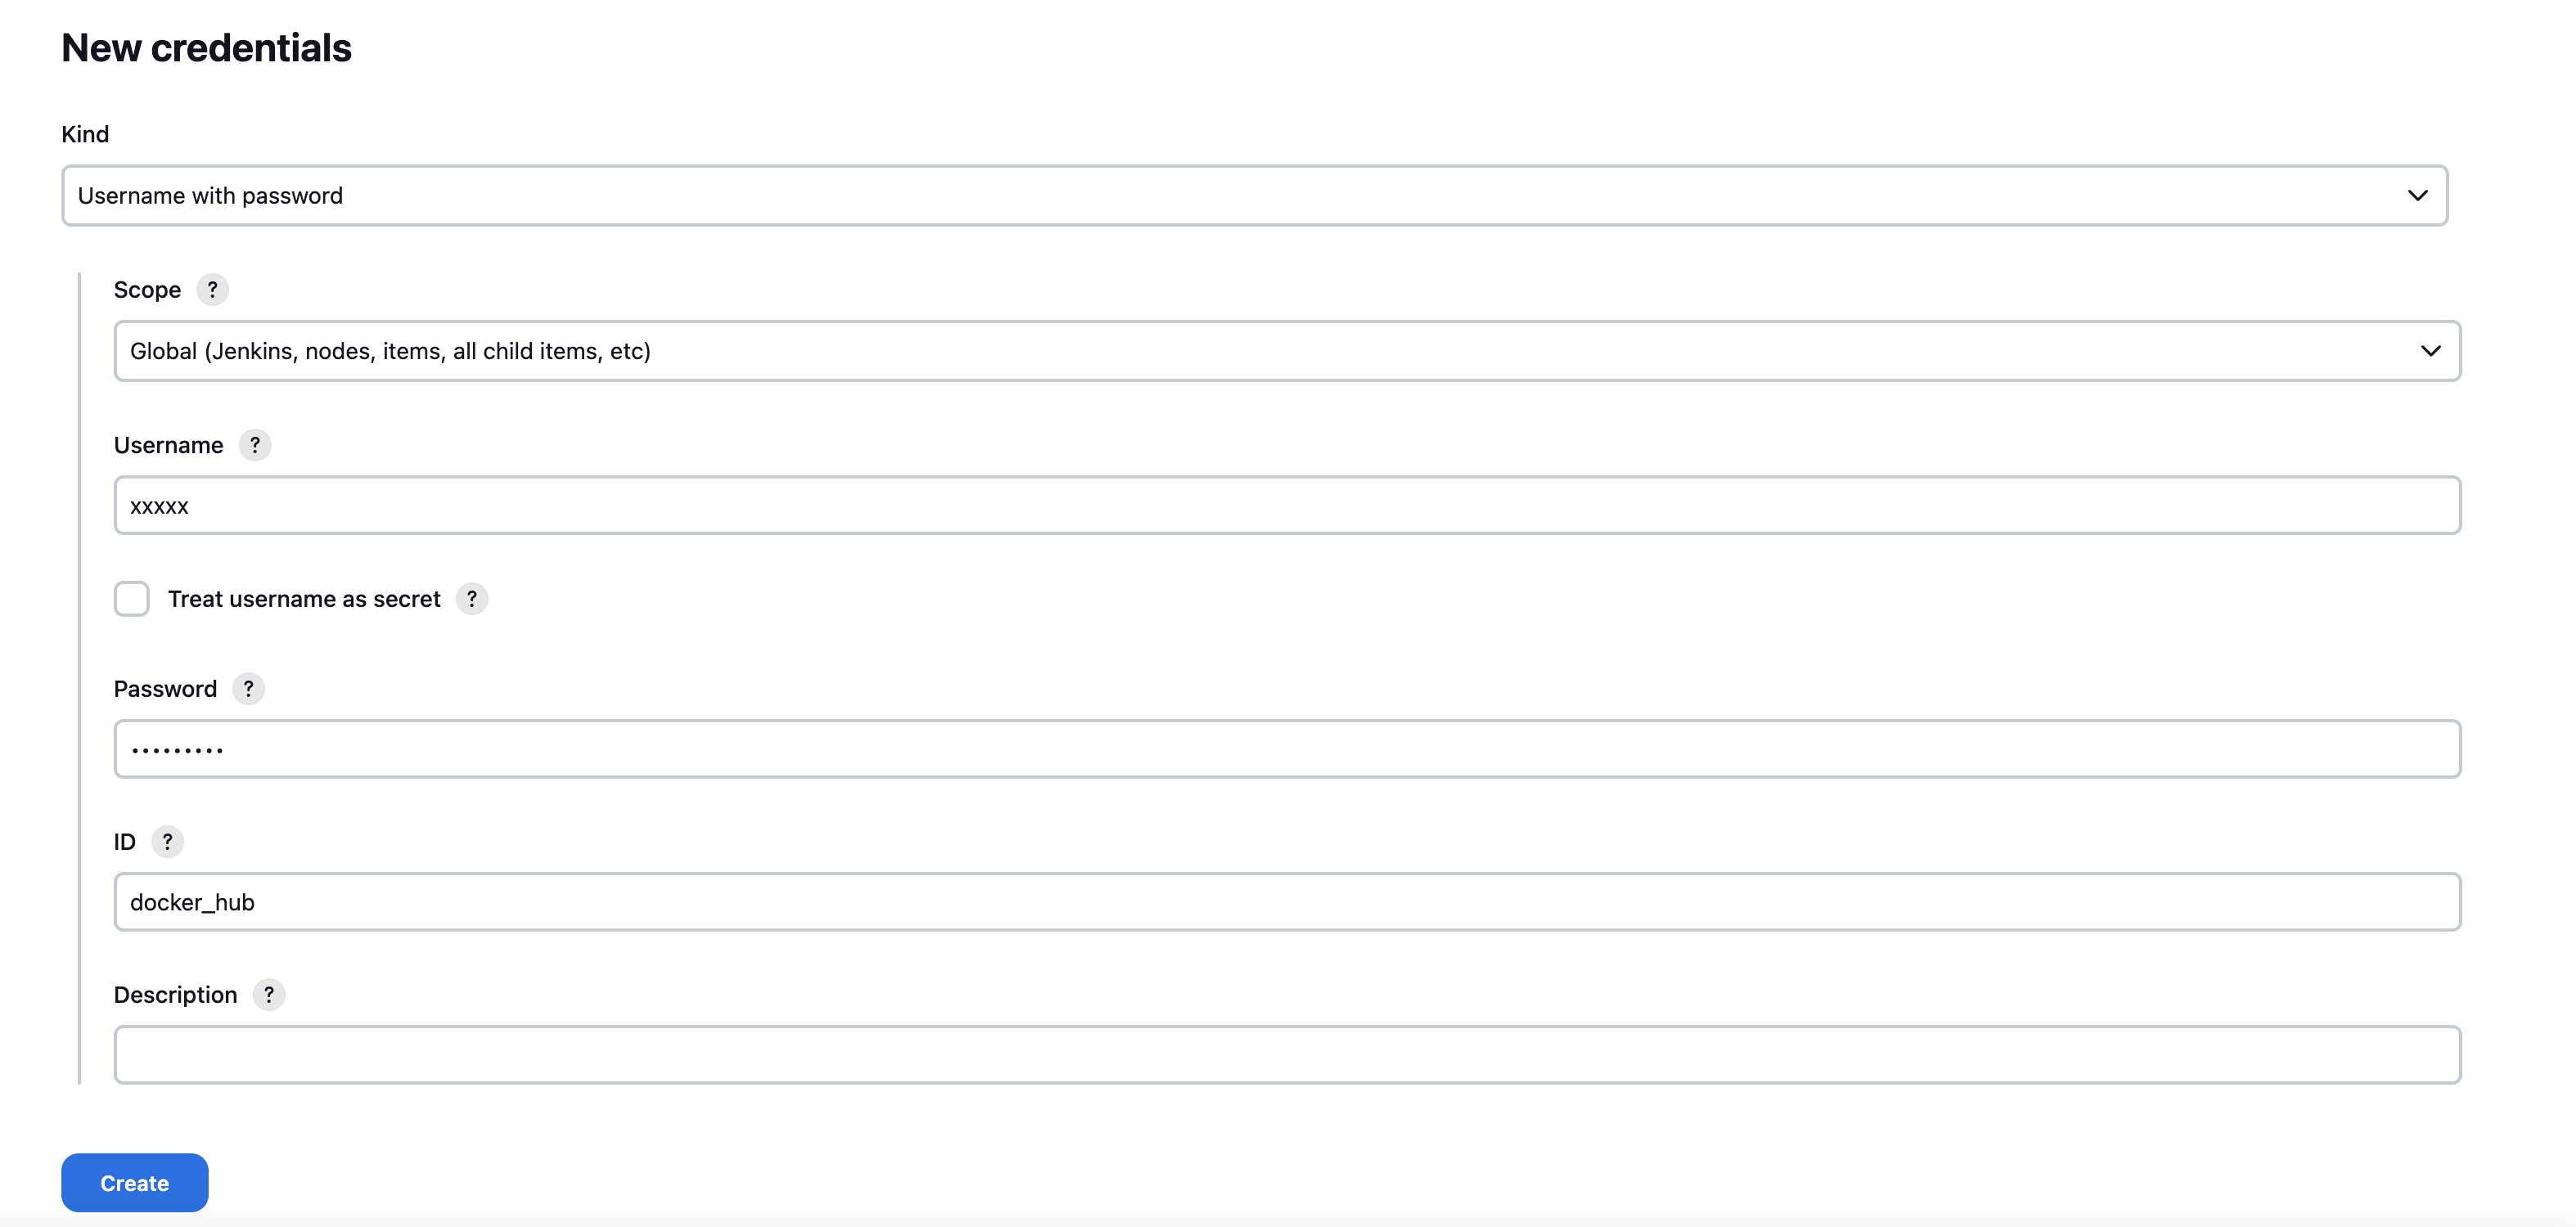 New credentials
Kind
Username with password
Scope ?
Global (Jenkins, nodes, items, all child items, etc)
Username ?
xxxxx
Treat username as secret ?
Password ?
•••••••••
ID ?
docker_hub
Description ?
Create